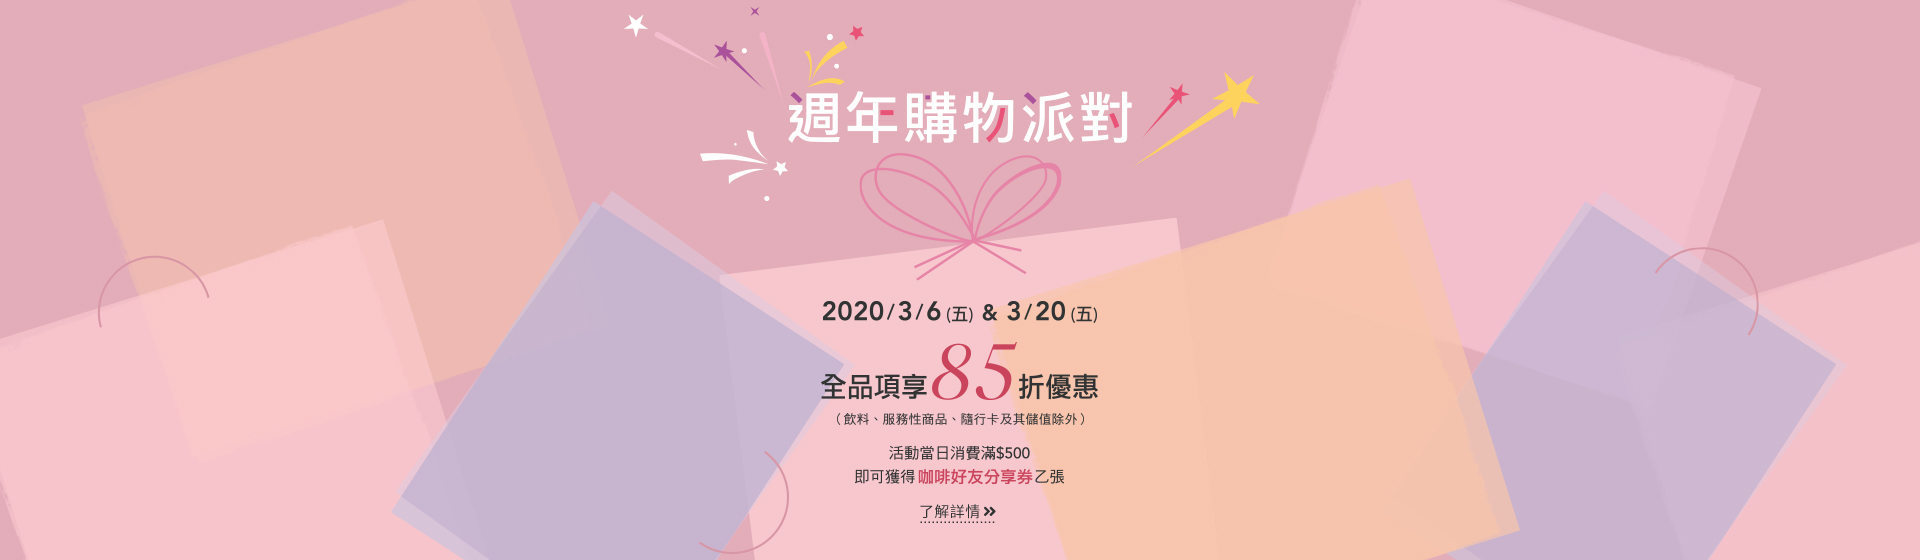 週年購物派對
2020/3/6(五) & 3/20(五)
全品項享85折優惠
（飲料、服務性商品、隨行卡及其儲值除外）
活動當日消費滿$500
即可獲得咖啡好友分享券乙張
了解詳情 »